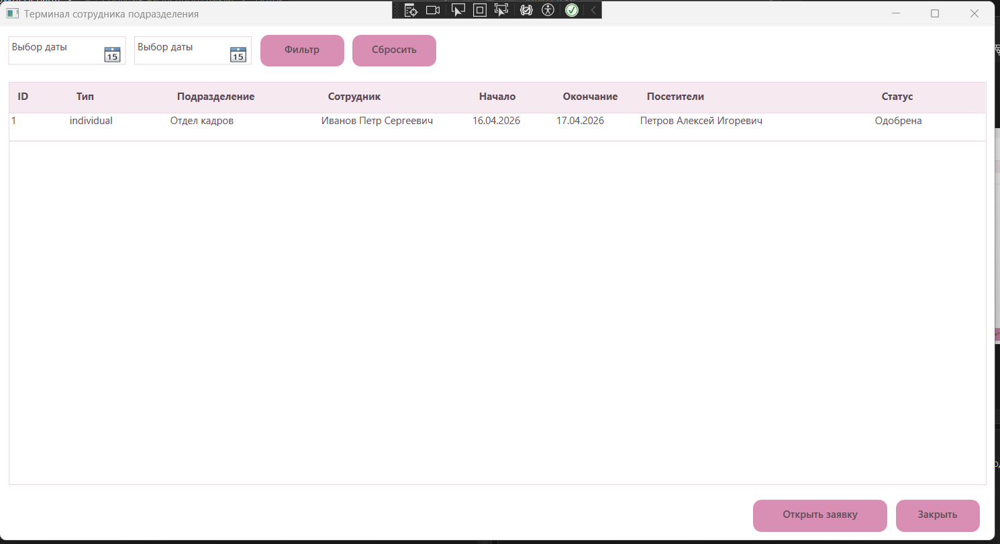 Терминал сотрудника подразделения
Выбор даты 15 Выбор даты 15 Фильтр Сбросить
ID Тип Подразделение Сотрудник Начало Окончание Посетители Статус
1 individual Отдел кадров Иванов Петр Сергеевич 16.04.2026 17.04.2026 Петров Алексей Игоревич Одобрена
Открыть заявку Закрыть